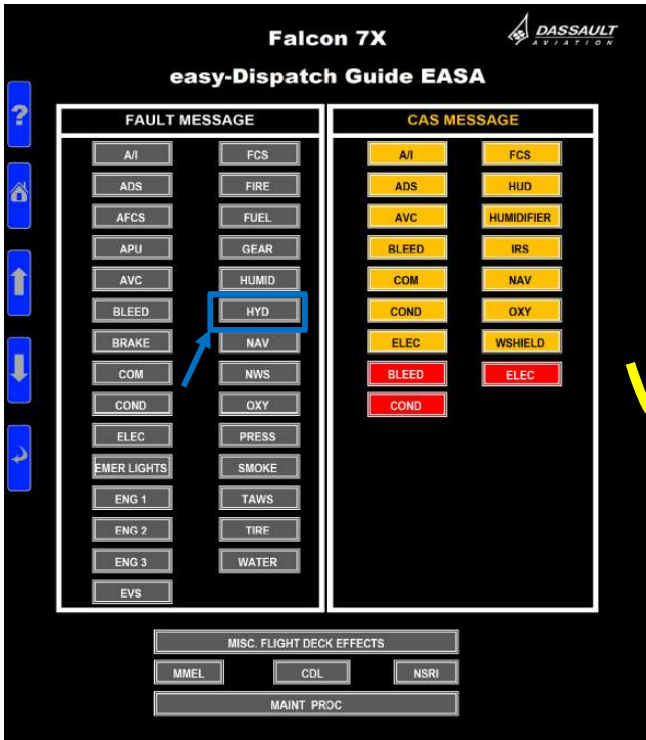 Falcon 7X
DASSAULT
AVIATION
easy-Dispatch Guide EASA
?
FAULT MESSAGE
A/I
FCS
ADS
FIRE
AFCS
FUEL
APU
GEAR
AVC
HUMID
BLEED
HYD
BRAKE
NAV
COM
NWS
COND
OXY
ELEC
PRESS
EMER LIGHTS
SMOKE
ENG 1
TAWS
ENG 2
TIRE
ENG 3
WATER
EVS
CAS MESSAGE
A/I
FCS
ADS
HUD
AVC
HUMIDIFIER
BLEED
IRS
COM
NAV
COND
OXY
ELEC
WSHIELD
BLEED
ELEC
COND
MISC. FLIGHT DECK EFFECTS
MMEL
CDL
NSRI
MAINT PROC